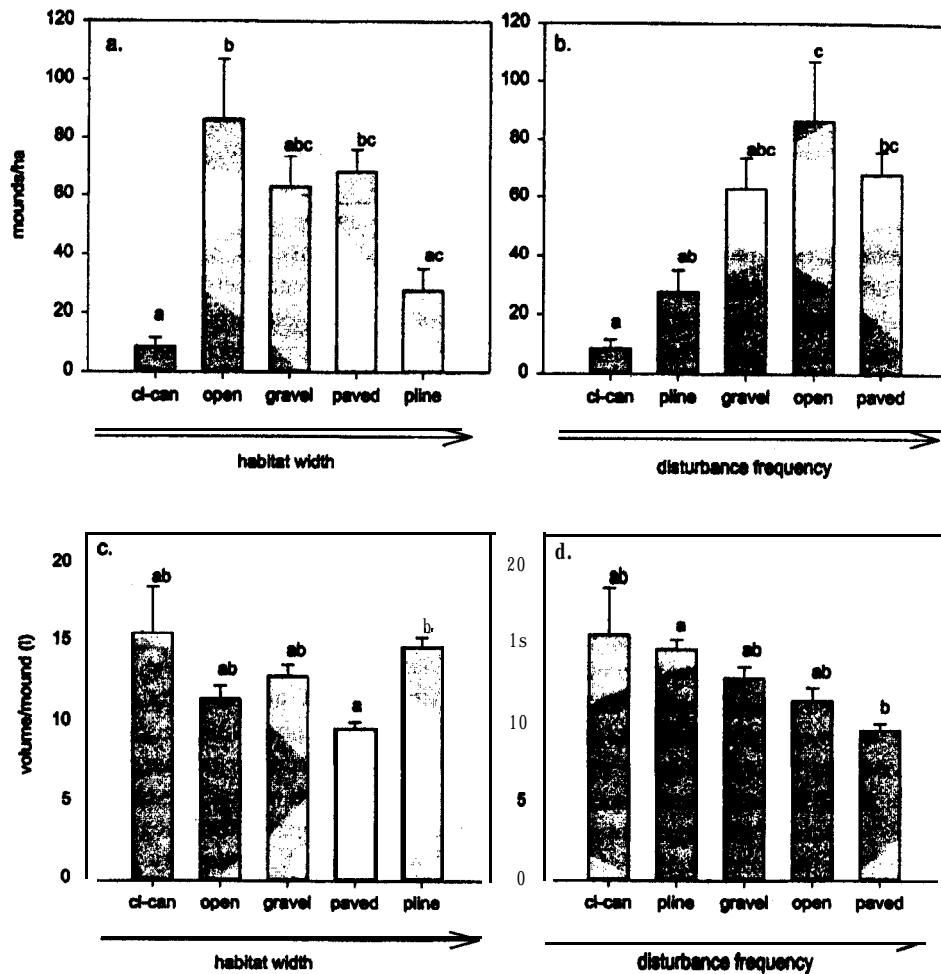 a.
mounds/ha
120
100
80
60
40
20
0
a
b
abc
bc
ac
cl-can open gravel paved pline
habitat width
b.
120
100
80
60
40
20
0
a
ab
abc
c
bc
cl-can pline gravel open paved
disturbance frequency
c.
volume/mound (l)
20
15
10
5
0
ab
ab
ab
a
b
cl-can open gravel paved pline
habitat width
d.
20
1s
10
5
0
ab
a
ab
ab
b
cl-can pline gravel open paved
disturbance frequency